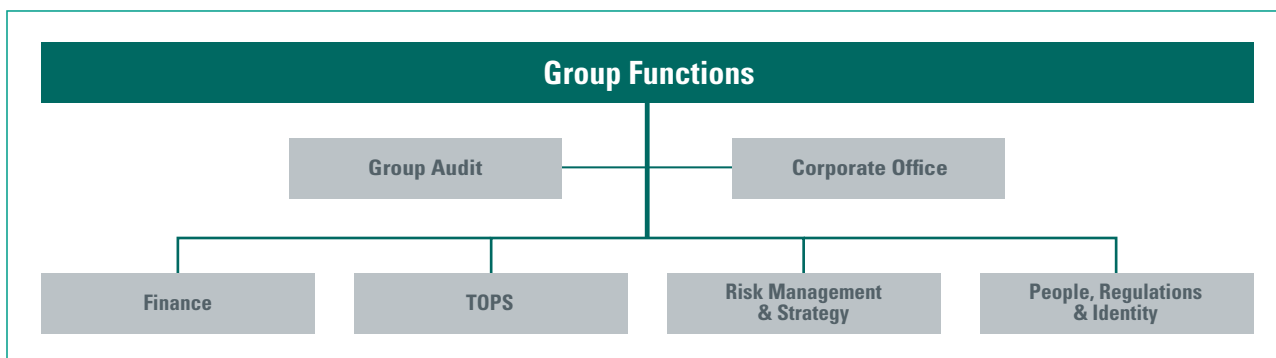 Group Functions
Group Audit
Corporate Office
Finance
TOPS
Risk Management
& Strategy
People, Regulations
& Identity